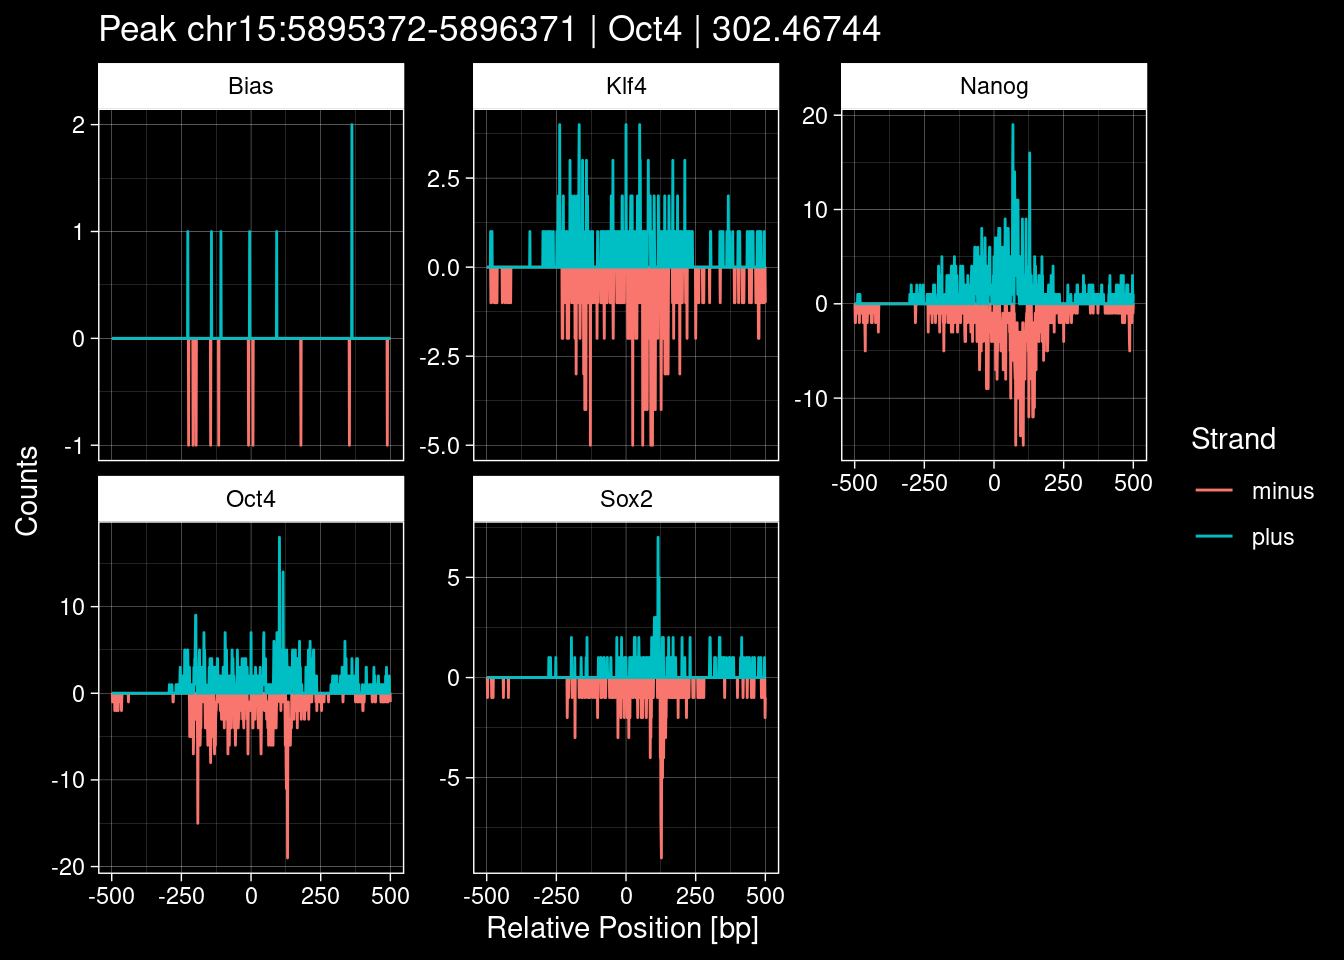 Peak chr15:5895372-5896371 | Oct4 | 302.46744
Bias
Klf4
Nanog
2
1
0
-1
2.5
0.0
-2.5
-5.0
20
10
0
-10
-500 -250 0 250 500
Counts
Oct4
Sox2
10
0
-10
-20
5
0
-5
-500 -250 0 250 500
-500 -250 0 250 500
Relative Position [bp]
Strand
minus
plus